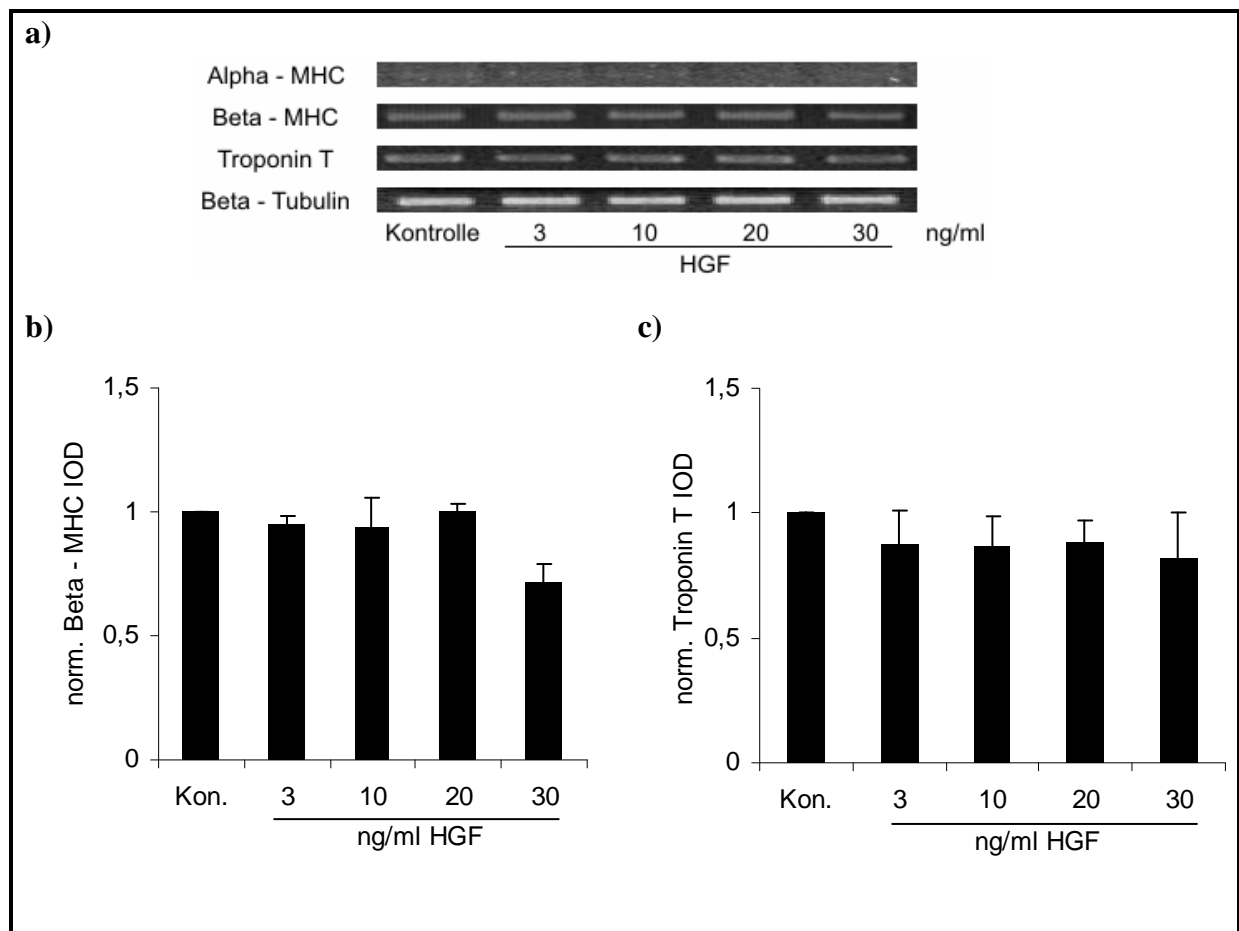 a)
Alpha - MHC
Beta - MHC
Troponin T
Beta - Tubulin
Kontrolle 3 10 20 30 ng/ml
HGF
b)
1,5
1
0,5
0
norm. Beta - MHC IOD
Kon. 3 10 20 30
ng/ml HGF
c)
1,5
1
0,5
0
norm. Troponin T IOD
Kon. 3 10 20 30
ng/ml HGF